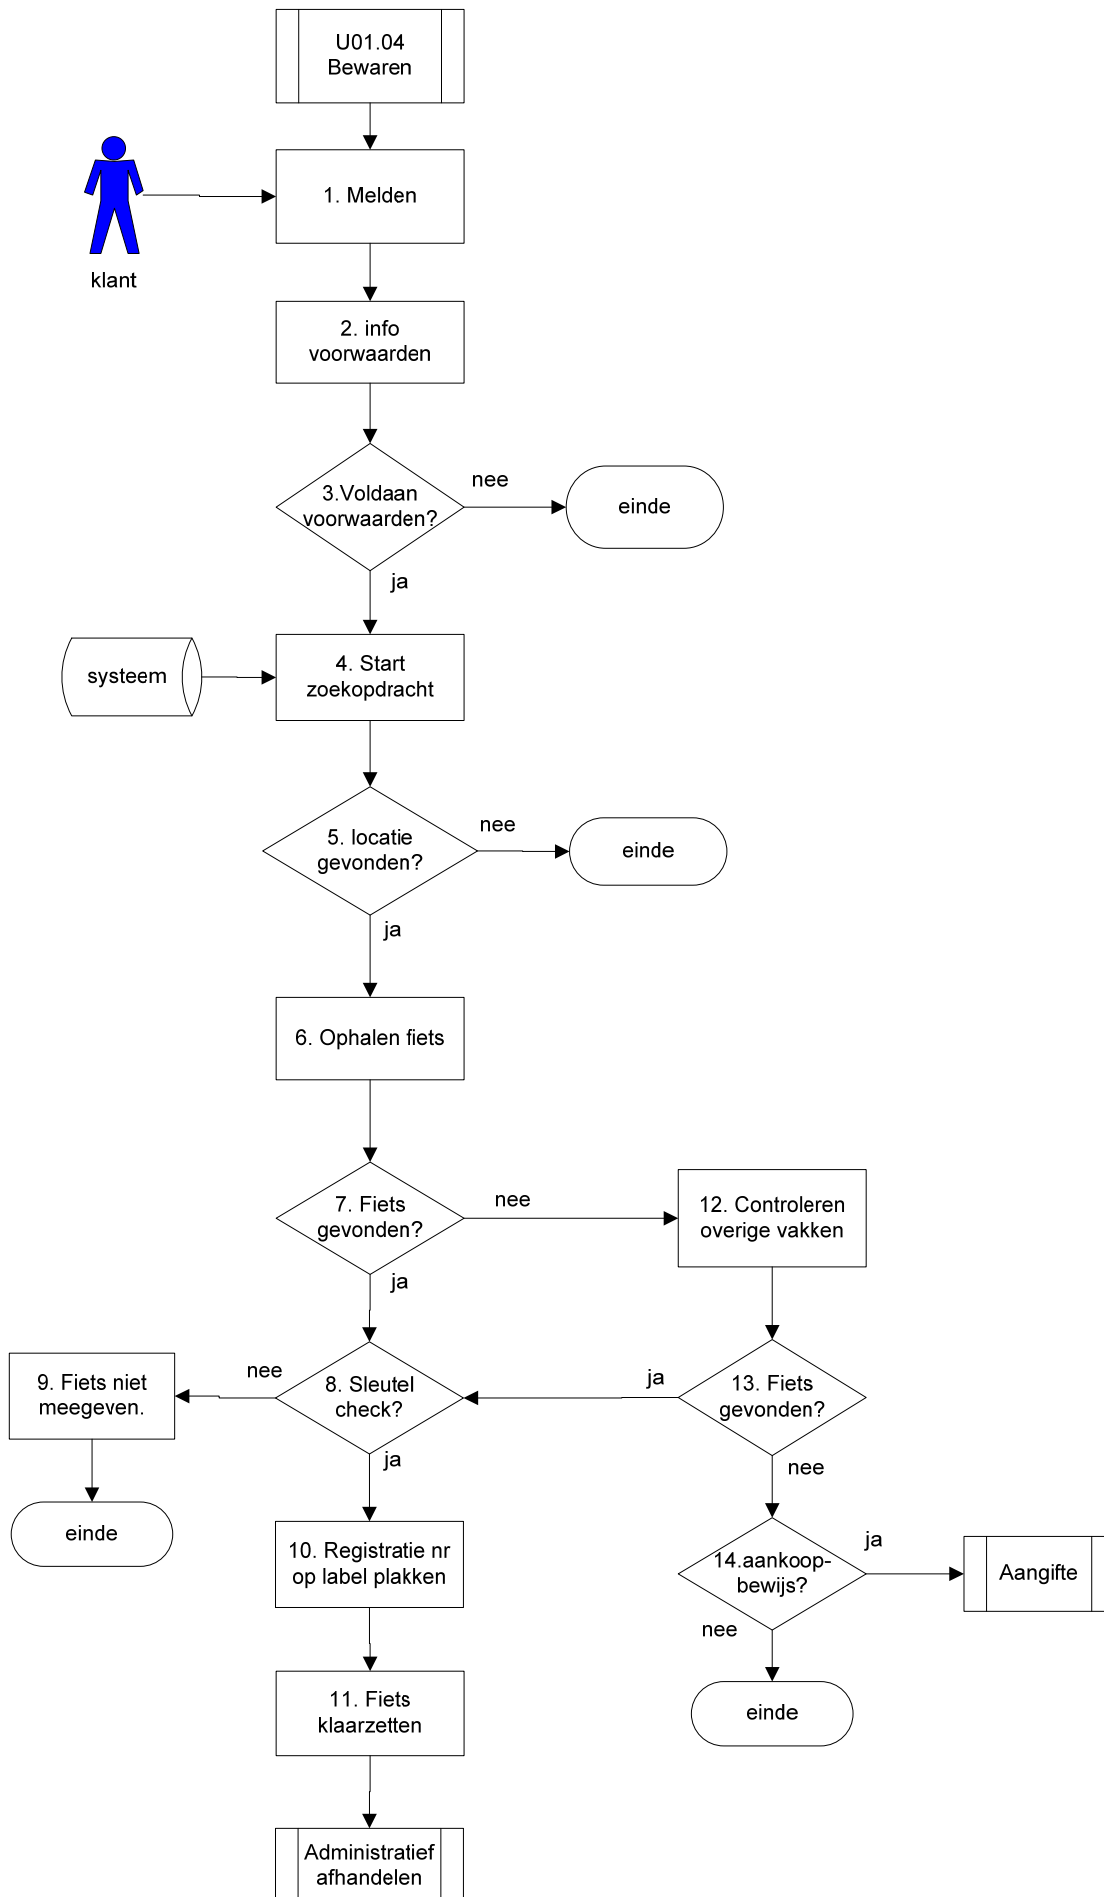 U01.04
Bewaren
1. Melden
klant
2. info
voorwaarden
3.Voldaan
voorwaarden?
nee
einde
ja
systeem
4. Start
zoekopdracht
5. locatie
gevonden?
nee
einde
ja
6. Ophalen fiets
7. Fiets
gevonden?
nee
12. Controleren
overige vakken
ja
9. Fiets niet
meegeven.
nee
8. Sleutel
check?
ja
13. Fiets
gevonden?
ja
nee
einde
10. Registratie nr
op label plakken
14.aankoop-
bewijs?
ja
Aangifte
nee
11. Fiets
klaarzetten
einde
Administratief
afhandelen